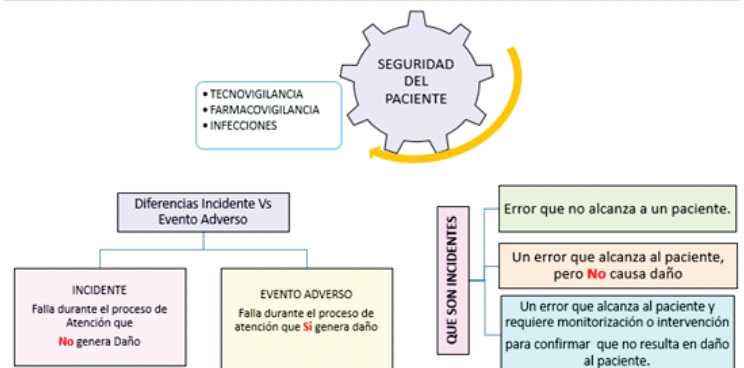 SEGURIDAD
DEL
PACIENTE
• TECNOVIGILANCIA
• FARMACOVIGILANCIA
• INFECCIONES
Diferencias Incidente Vs
Evento Adverso
INCIDENTE
Falla durante el proceso de
Atención que
No genera Daño
EVENTO ADVERSO
Falla durante el proceso de
atención que Si genera daño
QUE SON INCIDENTES
Error que no alcanza a un paciente.
Un error que alcanza al paciente,
pero No causa daño
Un error que alcanza al paciente y
requiere monitorización o intervención
para confirmar que no resulta en daño
al paciente.